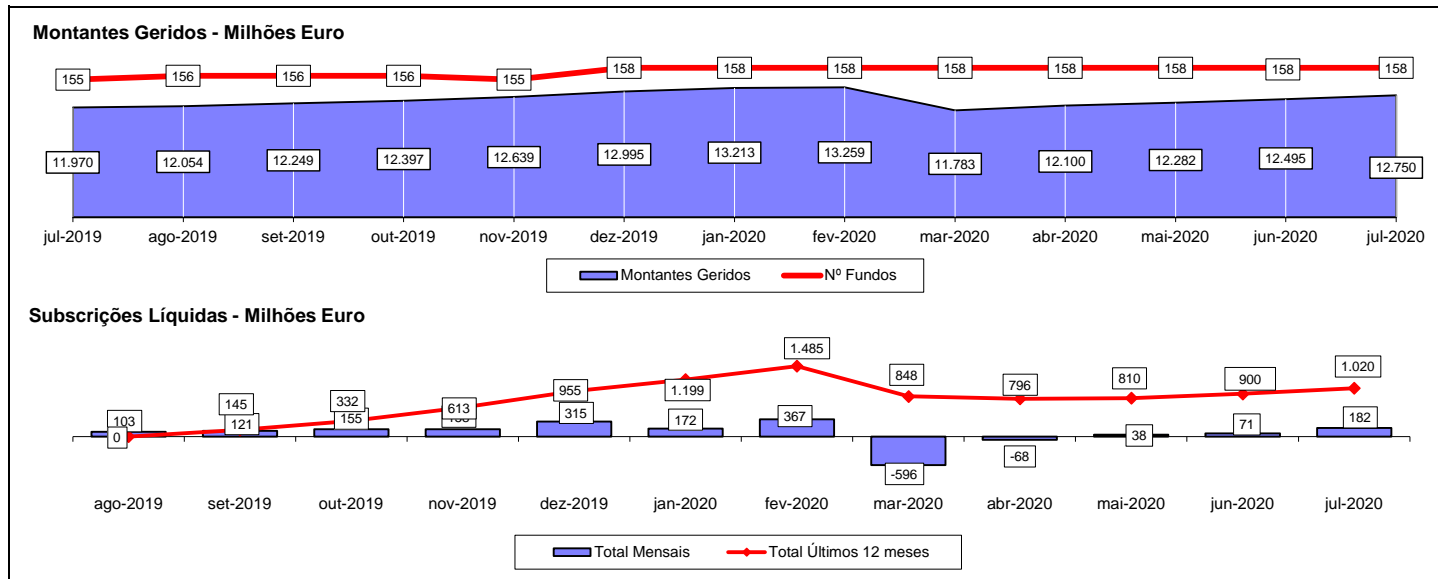 Montantes Geridos - Milhões Euro
155 156 156 156 155 158 158 158 158 158 158 158 158
11.970 12.054 12.249 12.397 12.639 12.995 13.213 13.259 11.783 12.100 12.282 12.495 12.750
jul-2019 ago-2019 set-2019 out-2019 nov-2019 dez-2019 jan-2020 fev-2020 mar-2020 abr-2020 mai-2020 jun-2020 jul-2020
Montantes Geridos Nº Fundos
Subscrições Líquidas - Milhões Euro
0 145 332 613 955 1.199 1.485 848 796 810 900 1.020
103 121 155 315 172 367 -596 -68 38 71 182
ago-2019 set-2019 out-2019 nov-2019 dez-2019 jan-2020 fev-2020 mar-2020 abr-2020 mai-2020 jun-2020 jul-2020
Total Mensais Total Últimos 12 meses